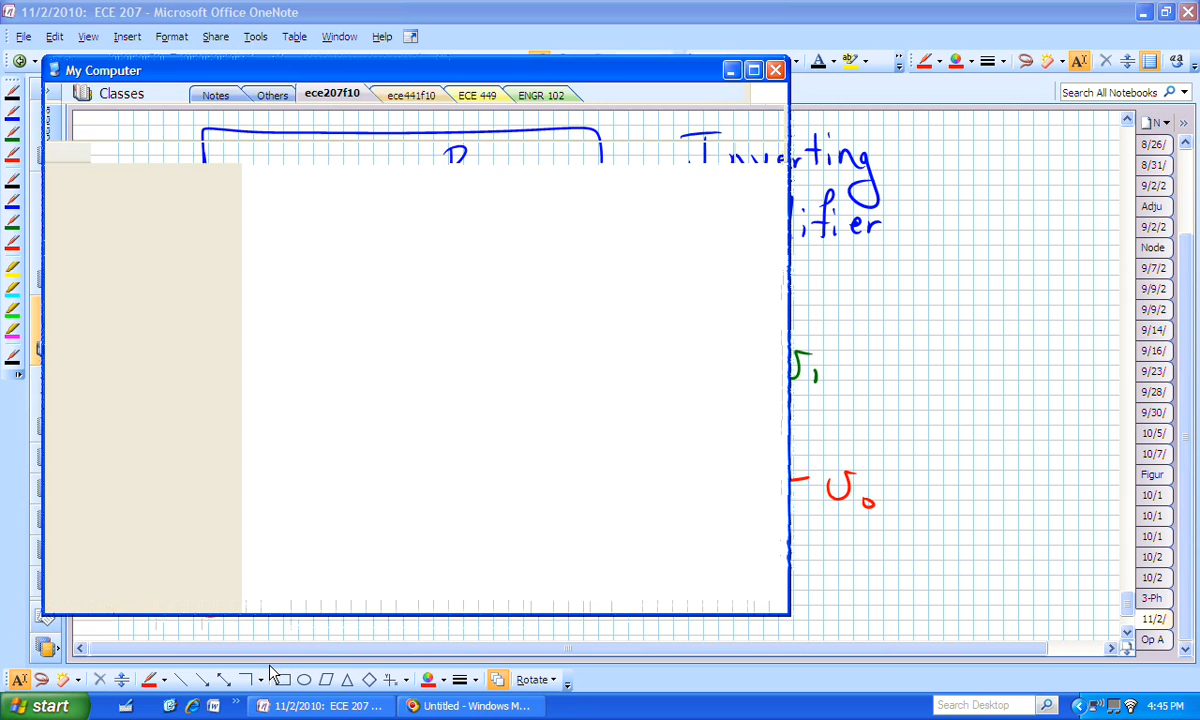 11/2/2010: ECE 207 - Microsoft Office OneNote
File Edit View Insert Format Share Tools Table Window Help
My Computer
Classes Notes Others ece207f10 ece441f10 ECE 449 ENGR 102
Search All Notebooks
N
8/26/
8/31/
9/2/2
Adju
9/2/2
Node
9/7/2
9/9/2
9/9/2
9/14/
9/16/
9/23/
9/28/
9/30/
10/5/
10/7/
Figur
10/1
10/1
10/1
10/2
10/2
3-Ph
11/2/
Op A
Inverting
lifier
υ₁
υ₀
Rotate
start
11/2/2010: ECE 207 ...
Untitled - Windows M...
Search Desktop
4:45 PM